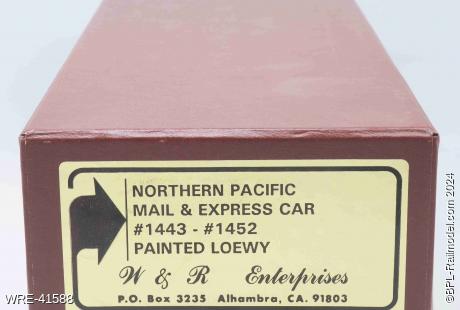 NORTHERN PACIFIC
MAIL & EXPRESS CAR
#1443 - #1452
PAINTED LOEWY
W & R Enterprises
P.O. Box 3235 Alhambra, CA. 91803
WRE-41588
©BPL-Railmodel.com 2024